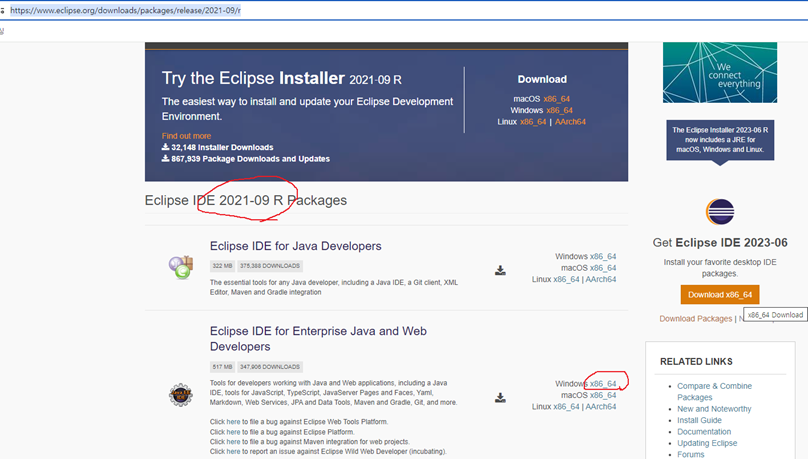 https://www.eclipse.org/downloads/packages/release/2021-09/r
Try the Eclipse Installer 2021-09 R
The easiest way to install and update your Eclipse Development
Environment.
Find out more
32,148 Installer Downloads
867,939 Package Downloads and Updates
Download
macOS x86_64
Windows x86_64
Linux x86_64 | AArch64
We
connect
everything
The Eclipse Installer 2023-06 R
now includes a JRE for
macOS, Windows and Linux.
Eclipse IDE 2021-09 R Packages
Eclipse IDE for Java Developers
322 MB 375,388 DOWNLOADS
The essential tools for any Java developer, including a Java IDE, a Git client, XML
Editor, Maven and Gradle integration
Windows x86_64
macOS x86_64
Linux x86_64 | AArch64
Eclipse IDE for Enterprise Java and Web
Developers
517 MB 347,906 DOWNLOADS
Tools for developers working with Java and Web applications, including a Java
IDE, tools for JavaScript, TypeScript, JavaServer Pages and Faces, Yaml,
Markdown, Web Services, JPA and Data Tools, Maven and Gradle, Git, and more.
Click here to file a bug against Eclipse Web Tools Platform.
Click here to file a bug against Eclipse Platform.
Click here to file a bug against Maven integration for web projects.
Click here to report an issue against Eclipse Wild Web Developer (incubating).
Windows x86_64
macOS x86_64
Linux x86_64 | AArch64
Get Eclipse IDE 2023-06
Install your favorite desktop IDE
packages.
Download x86_64
Download Packages |
x86_64 Download
RELATED LINKS
Compare & Combine
Packages
New and Noteworthy
Install Guide
Documentation
Updating Eclipse
Forums